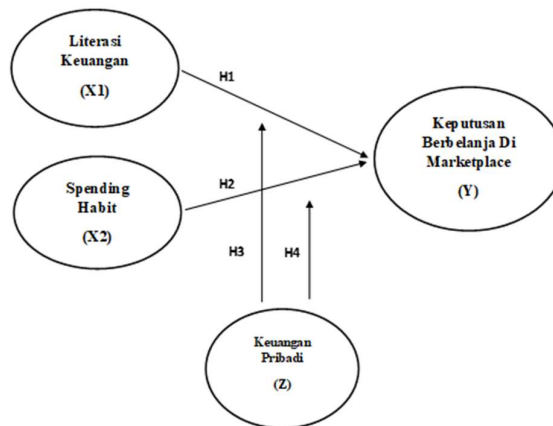 Literasi
Keuangan
(X1)
H1
Keputusan
Berbelanja Di
Marketplace
(Y)
Spending
Habit
(X2)
H2
H3
H4
Keuangan
Pribadi
(Z)